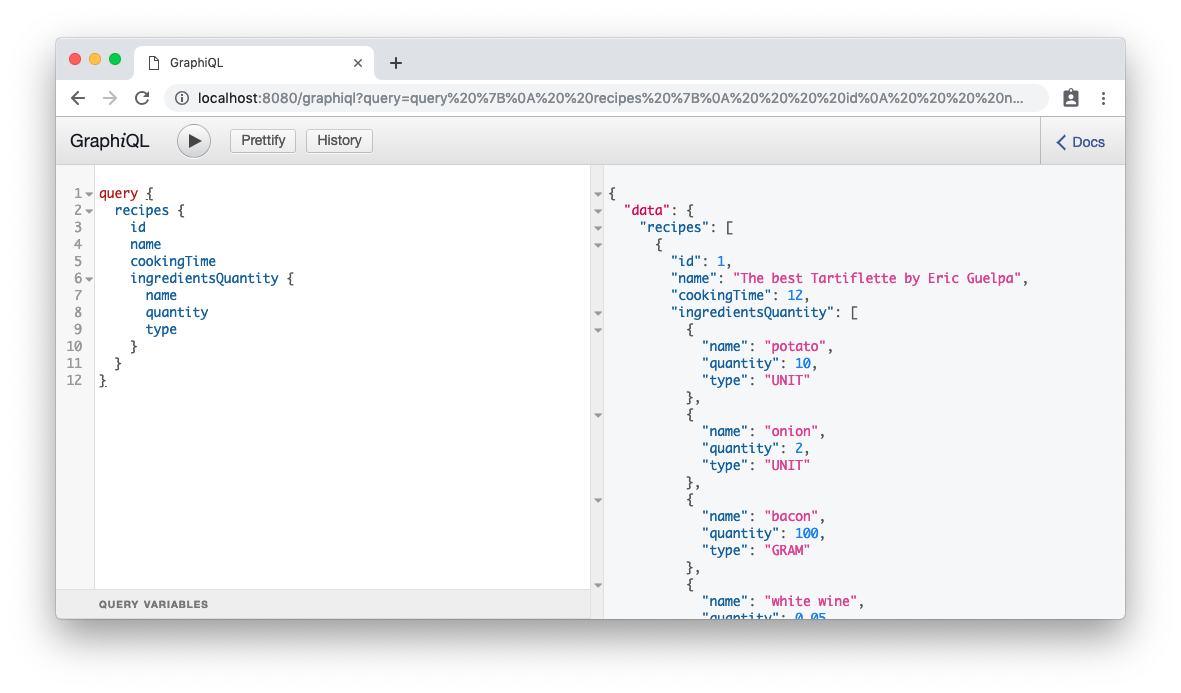 GraphiQL
localhost:8080/graphiql?query=query%20%7B%0A%20%20recipes%20%7B%0A%20%20%20%20id%0A%20%20%20%20n...
GraphiQL
Prettify
History
Docs
1 query {
2   recipes {
3     id
4     name
5     cookingTime
6     ingredientsQuantity {
7       name
8       quantity
9       type
10     }
11   }
12 }
QUERY VARIABLES
{
  "data": {
    "recipes": [
      {
        "id": 1,
        "name": "The best Tartiflette by Eric Guelpa",
        "cookingTime": 12,
        "ingredientsQuantity": [
          {
            "name": "potato",
            "quantity": 10,
            "type": "UNIT"
          },
          {
            "name": "onion",
            "quantity": 2,
            "type": "UNIT"
          },
          {
            "name": "bacon",
            "quantity": 100,
            "type": "GRAM"
          },
          {
            "name": "white wine",
            "quantity": 0.05